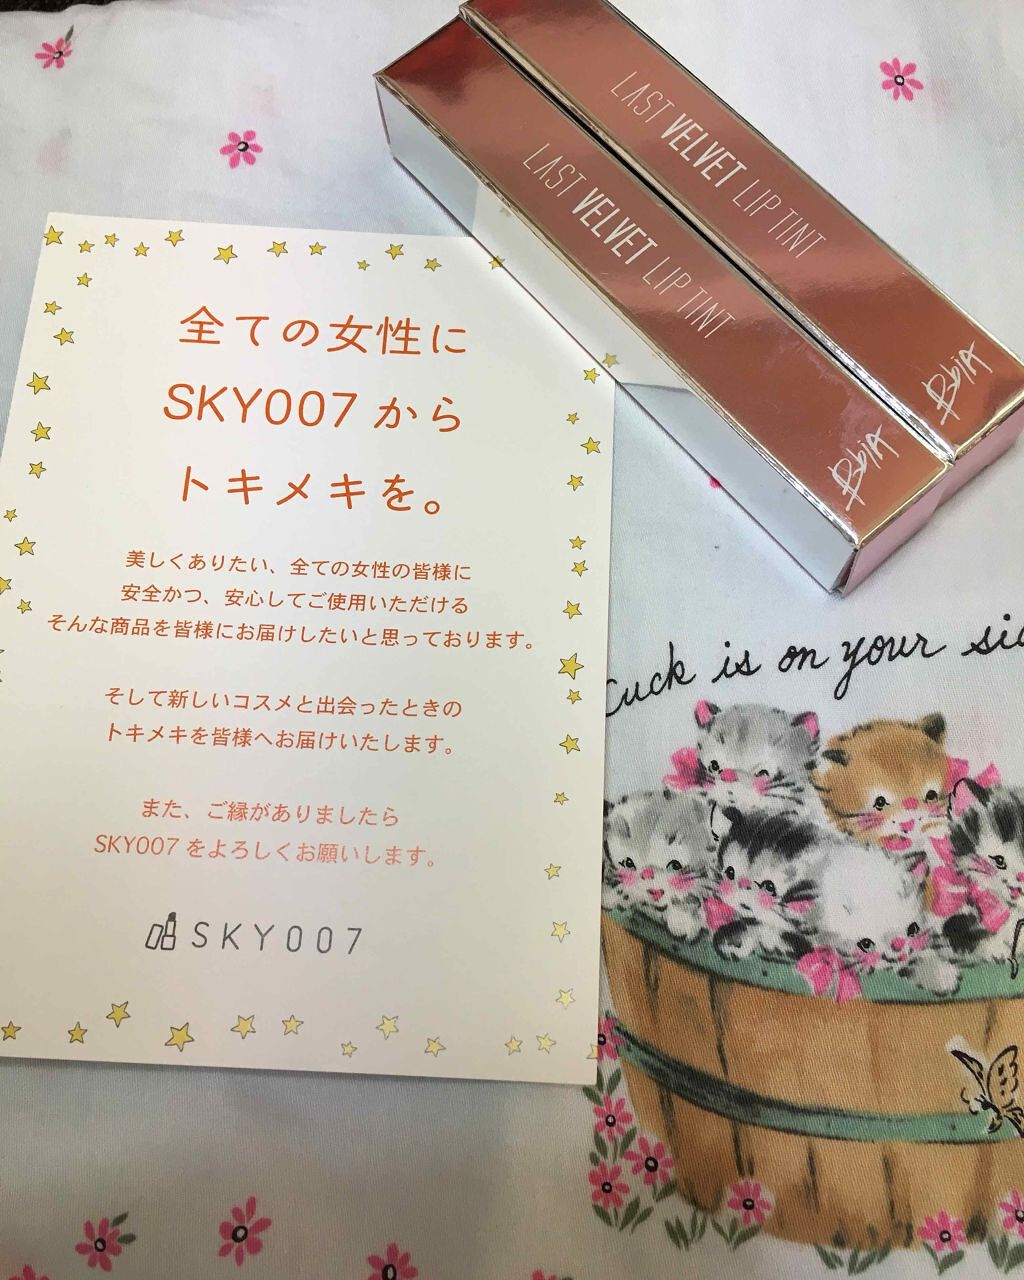 LAST VELVET LIP TINT
BbIA
LAST VELVET LIP TINT
BbIA
全ての女性に
SKY007から
トキメキを。
美しくありたい、全ての女性の皆様に
安全かつ、安心してご使用いただける
そんな商品を皆様にお届けしたいと思っております。
そして新しいコスメと出会ったときの
トキメキを皆様へお届けいたします。
また、ご縁がありましたら
SKY007をよろしくお願いします。
SKY007
Luck is on your si